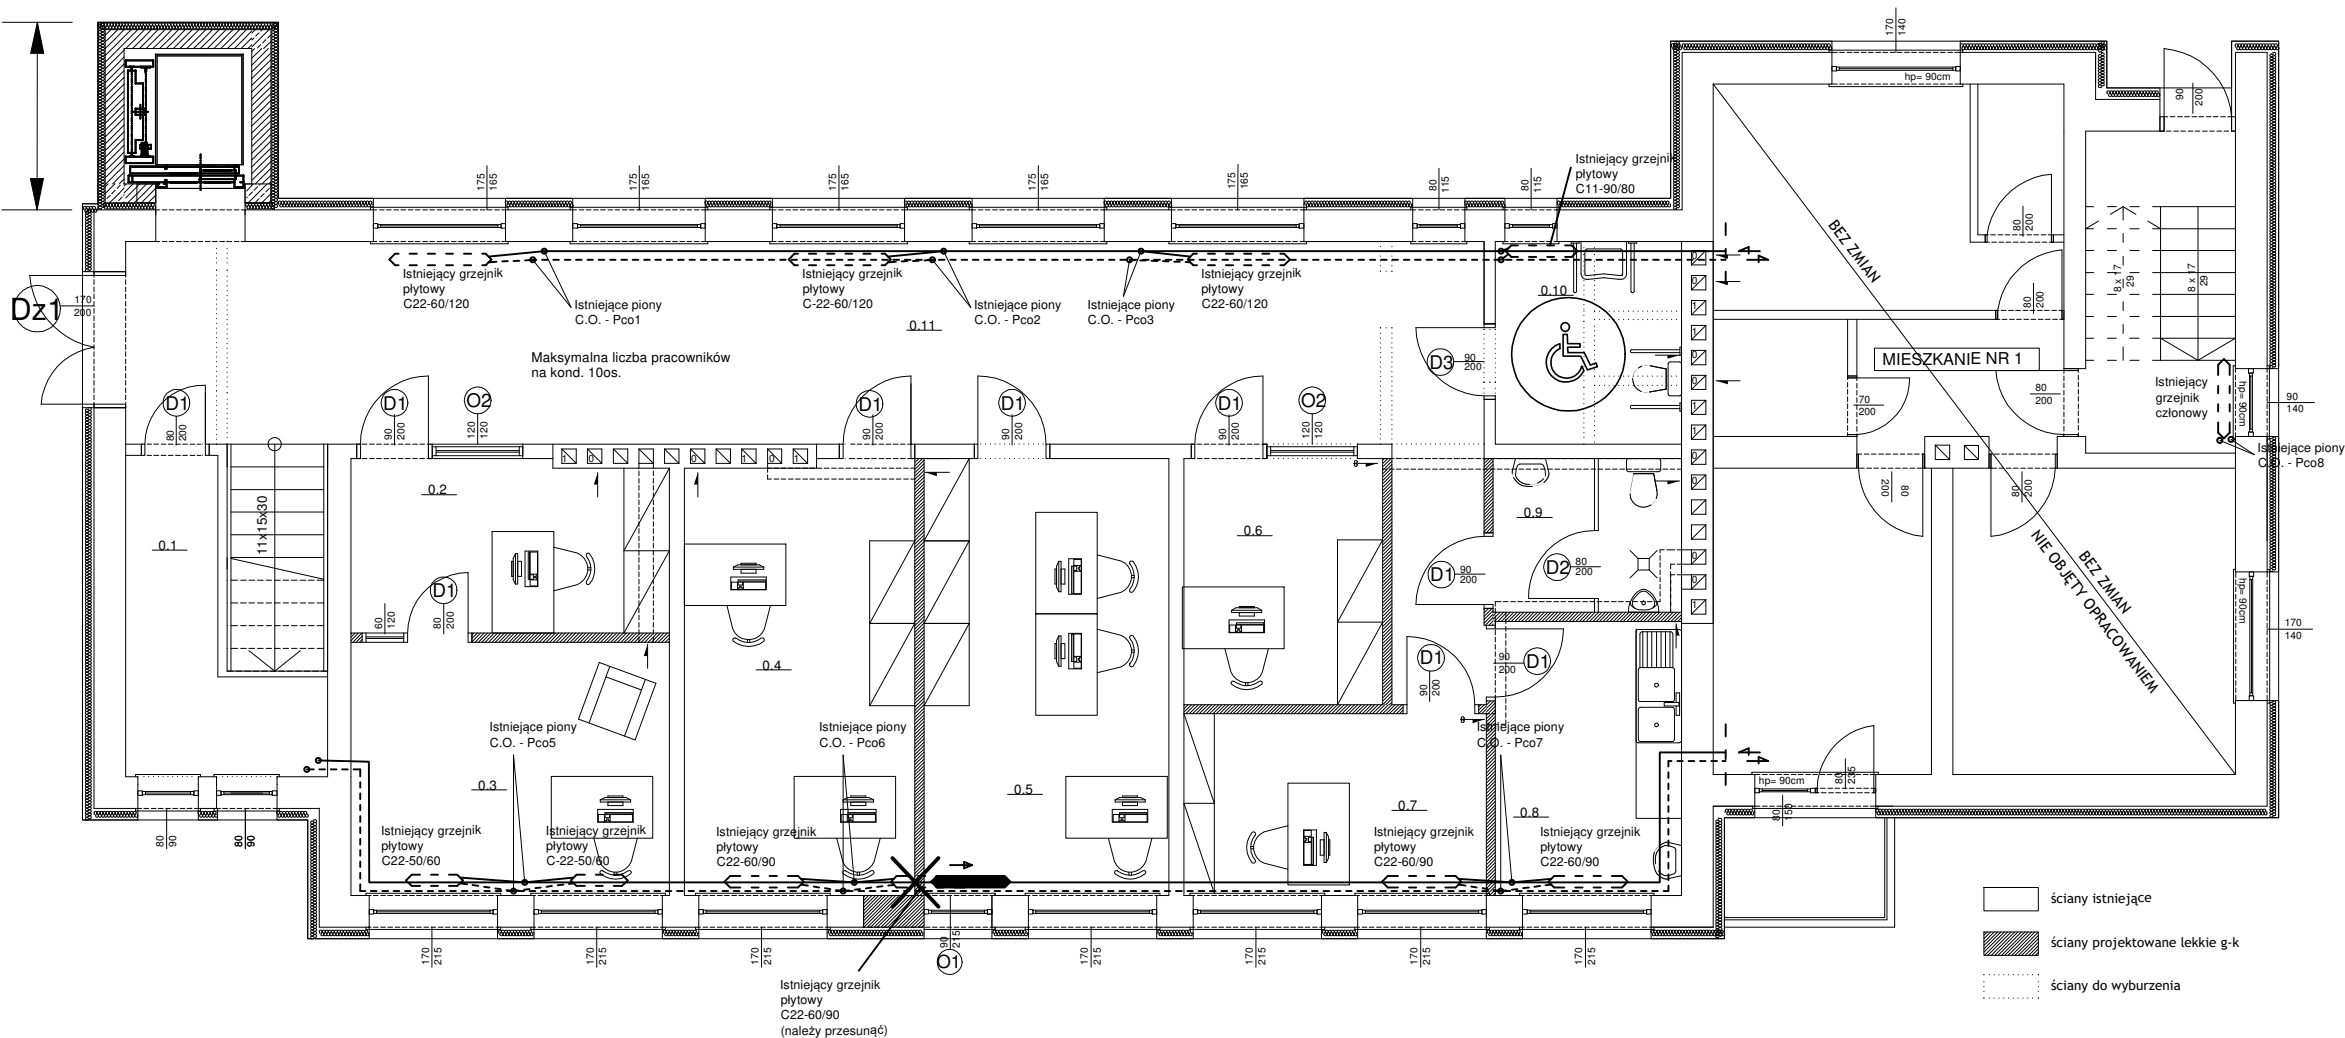 170
140
hp= 90cm
90
200
Istniejący grzejnik
płytowy
C11-90/80
175
165
175
165
175
165
175
165
175
165
80
115
80
115
Istniejący grzejnik
płytowy
C22-60/120
Istniejące piony
C.O. - Pco1
Istniejący grzejnik
płytowy
C-22-60/120
Istniejące piony
C.O. - Pco2
Istniejące piony
C.O. - Pco3
Istniejący grzejnik
płytowy
C22-60/120
0.10
0.11
Dz1
170
200
Maksymalna liczba pracowników
na kond. 10os.
D3
90
200
BEZ ZMIAN
80
200
80
200
8 x 17
29
8 x 17
29
MIESZKANIE NR 1
70
200
80
200
Istniejący
grzejnik
członowy
hp= 90cm
90
140
Istniejące piony
C.O. - Pco8
D1
80
200
D1
90
200
O2
120
120
D1
90
200
D1
90
200
D1
90
200
O2
120
120
11x15x30
0.1
0.2
0.6
0.9
D1
90
200
D2
80
200
80
200
80
200
BEZ ZMIAN
NIE OBJĘTY OPRACOWANIEM
hp= 90cm
170
140
60
120
D1
80
200
0.4
D1
90
200
90
200
D1
Istniejące piony
C.O. - Pco5
Istniejące piony
C.O. - Pco6
Istniejące piony
C.O. - Pco7
0.3
0.5
0.7
0.8
hp= 90cm
80
235
80
150
Istniejący grzejnik
płytowy
C22-50/60
Istniejący grzejnik
płytowy
C-22-50/60
Istniejący grzejnik
płytowy
C22-60/90
Istniejący grzejnik
płytowy
C22-60/90
Istniejący grzejnik
płytowy
C22-60/90
80
90
80
90
170
215
170
215
170
215
90
215
O1
170
215
170
215
170
215
170
215
Istniejący grzejnik
płytowy
C22-60/90
(należy przesunąć)
ściany istniejące
ściany projektowane lekkie g-k
ściany do wyburzenia